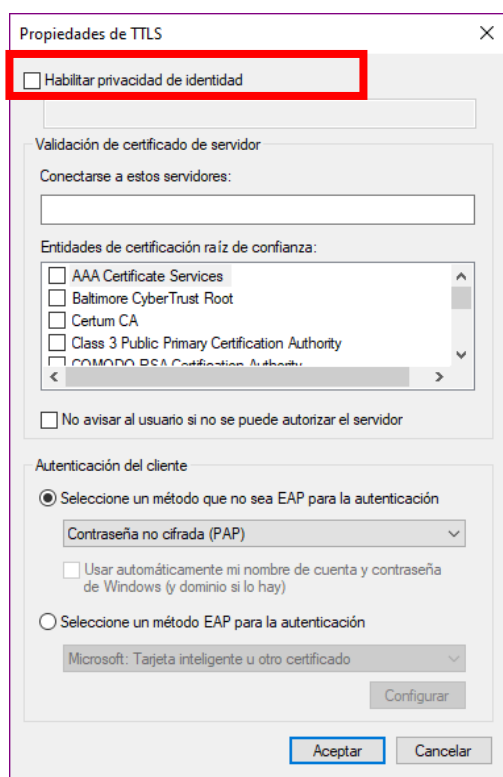 Propiedades de TTLS
Habilitar privacidad de identidad
Validación de certificado de servidor
Conectarse a estos servidores:
Entidades de certificación raíz de confianza:
AAA Certificate Services
Baltimore CyberTrust Root
Certum CA
Class 3 Public Primary Certification Authority
COMODO RSA Certification Authority
No avisar al usuario si no se puede autorizar el servidor
Autenticación del cliente
Seleccione un método que no sea EAP para la autenticación
Contraseña no cifrada (PAP)
Usar automáticamente mi nombre de cuenta y contraseña
de Windows (y dominio si lo hay)
Seleccione un método EAP para la autenticación
Microsoft: Tarjeta inteligente u otro certificado
Configurar
Aceptar
Cancelar